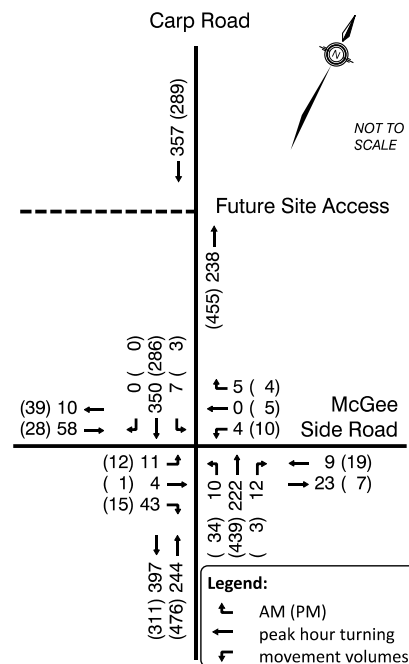 Carp Road
N
NOT TO
SCALE
357 (289)
Future Site Access
(455) 238
0 ( 0)
350 (286)
7 ( 3)
5 ( 4)
0 ( 5)
4 (10)
McGee
Side Road
(39) 10
(28) 58
(12) 11
( 1) 4
(15) 43
( 34) 10
(439) 222
( 3) 12
9 (19)
23 ( 7)
(311) 397
(476) 244
Legend:
AM (PM)
peak hour turning
movement volumes